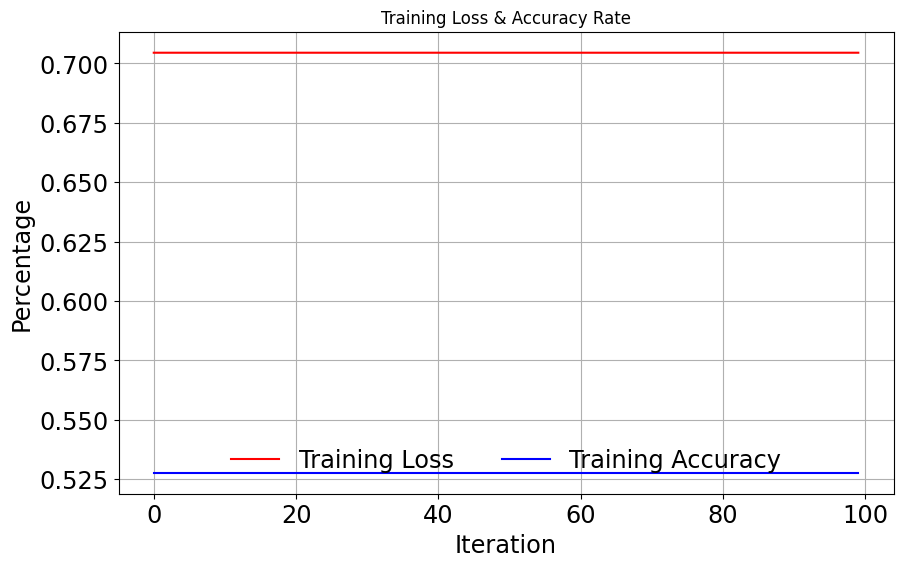 Training Loss & Accuracy Rate
Percentage
0.700
0.675
0.650
0.625
0.600
0.575
0.550
0.525
Training Loss
Training Accuracy
0 20 40 60 80 100
Iteration